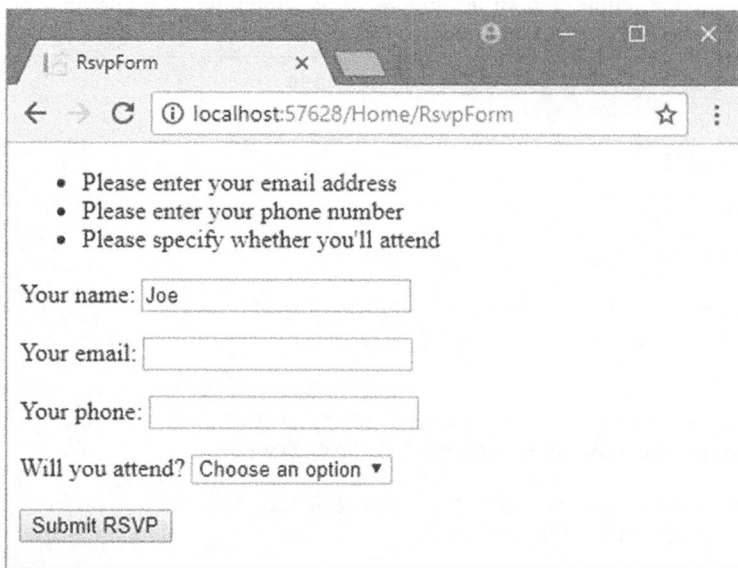 RsvpForm
localhost:57628/Home/RsvpForm
• Please enter your email address
• Please enter your phone number
• Please specify whether you'll attend
Your name: Joe
Your email:
Your phone:
Will you attend? Choose an option
Submit RSVP